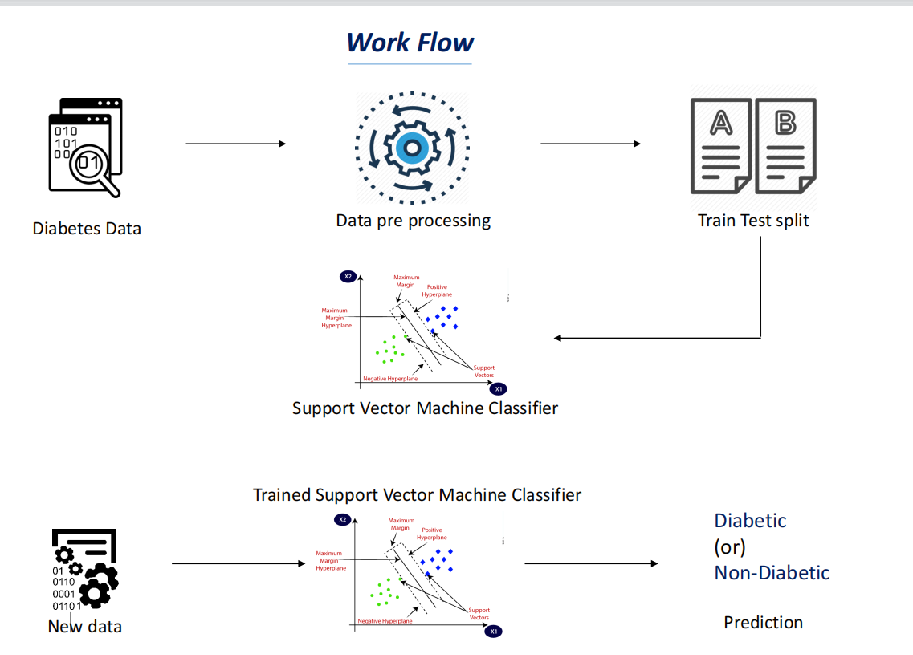 Work Flow
010
101
00
01
A
B
Diabetes Data
Data pre processing
Train Test split
X2
Maximum
Margin
Positive
Hyperplane
Maximum
Margin
Hyperplane
Support
Vectors
Negative Hyperplane
X1
Support Vector Machine Classifier
Trained Support Vector Machine Classifier
X2
Maximum
Margin
Positive
Hyperplane
Maximum
Margin
Hyperplane
Support
Vectors
Negative Hyperplane
X1
01
0110
0001
01101
New data
Diabetic
(or)
Non-Diabetic
Prediction